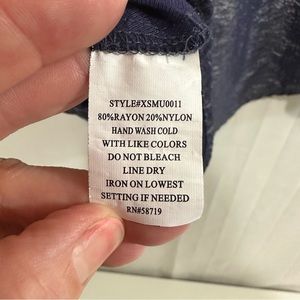 STYLE#XSMU0011
80%RAYON 20%NYLON
HAND WASH COLD
WITH LIKE COLORS
DO NOT BLEACH
LINE DRY
IRON ON LOWEST
SETTING IF NEEDED
RN#58719